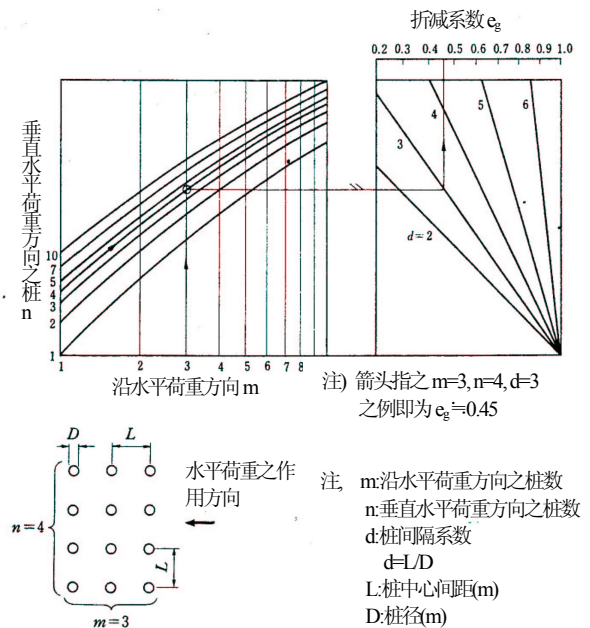 折减系数eg
0.2 0.3 0.4 0.5 0.6 0.7 0.8 0.9 1.0
垂直水平荷重方向之桩 n
10
7
5
4
3
2
1
1 2 3 4 5 6 7 8
沿水平荷重方向m
d=2
3
4
5
6
注) 箭头指之 m=3, n=4, d=3
之例即为eg≒0.45
D
L
n=4
L
m=3
水平荷重之作
用方向
注, m:沿水平荷重方向之桩数
n:垂直水平荷重方向之桩数
d:桩间隔系数
d=L/D
L:桩中心间距(m)
D:桩径(m)